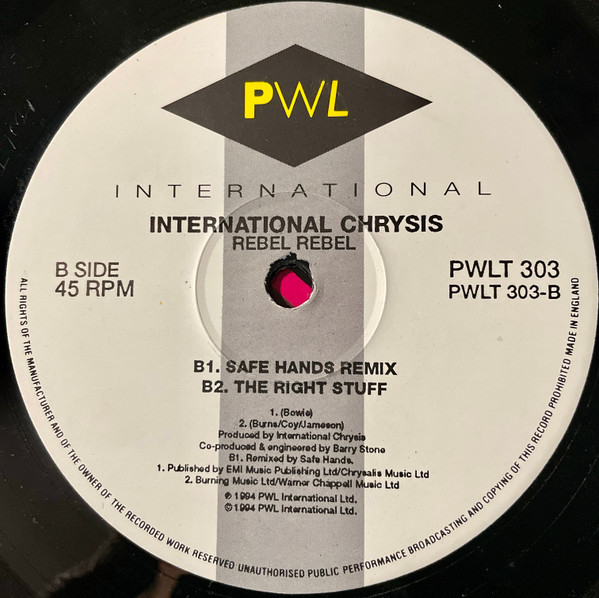 PWL
INTERNATIONAL
INTERNATIONAL CHRYSIS
REBEL REBEL
B SIDE
45 RPM
PWLT 303
PWLT 303-B
B1. SAFE HANDS REMIX
B2. THE RIGHT STUFF
1. (Bowie)
2. (Burns/Coy/Jameson)
Produced by International Chrysis
Co-produced & engineered by Barry Stone
B1. Remixed by Safe Hands.
1. Published by EMI Music Publishing Ltd/Chrysalis Music Ltd
2. Burning Music Ltd/Warner Chappell Music Ltd
℗ 1994 PWL International Ltd.
© 1994 PWL International Ltd.
ALL RIGHTS OF THE MANUFACTURER AND OF THE OWNER OF THE RECORDED WORK RESERVED UNAUTHORISED PUBLIC PERFORMANCE BROADCASTING AND COPYING OF THIS RECORD PROHIBITED MADE IN ENGLAND